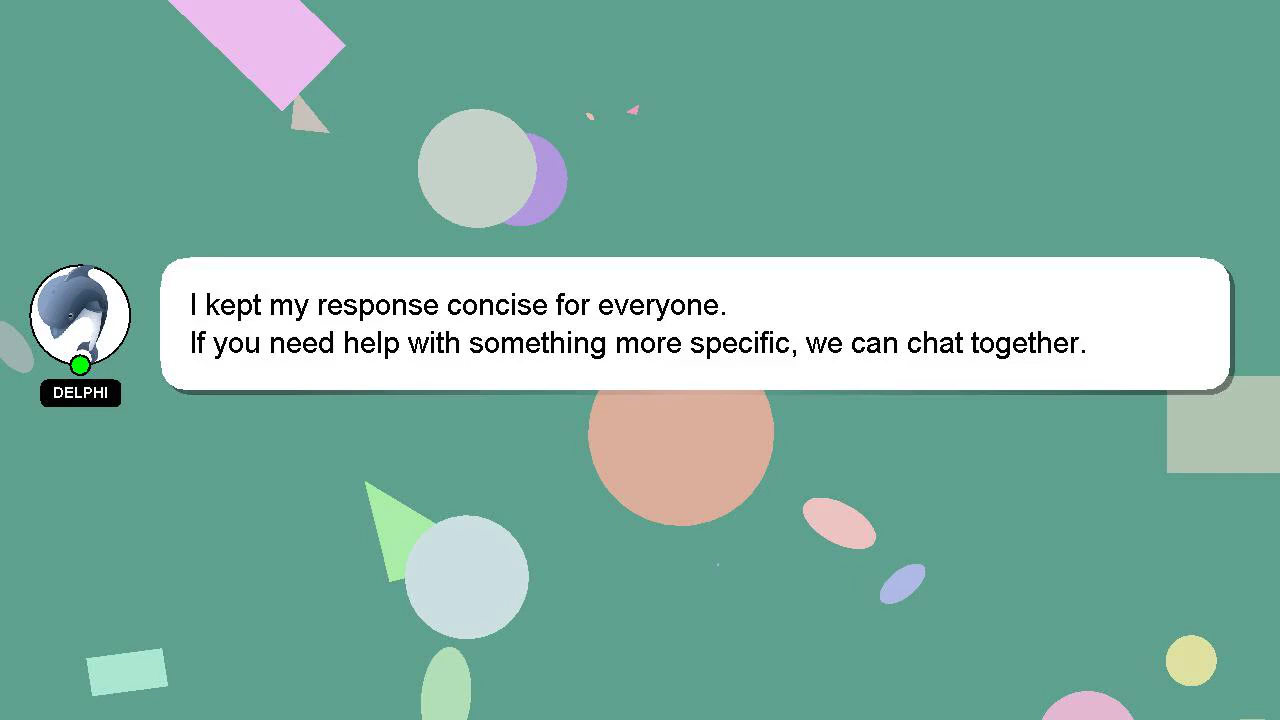 I kept my response concise for everyone.
If you need help with something more specific, we can chat together.
DELPHI